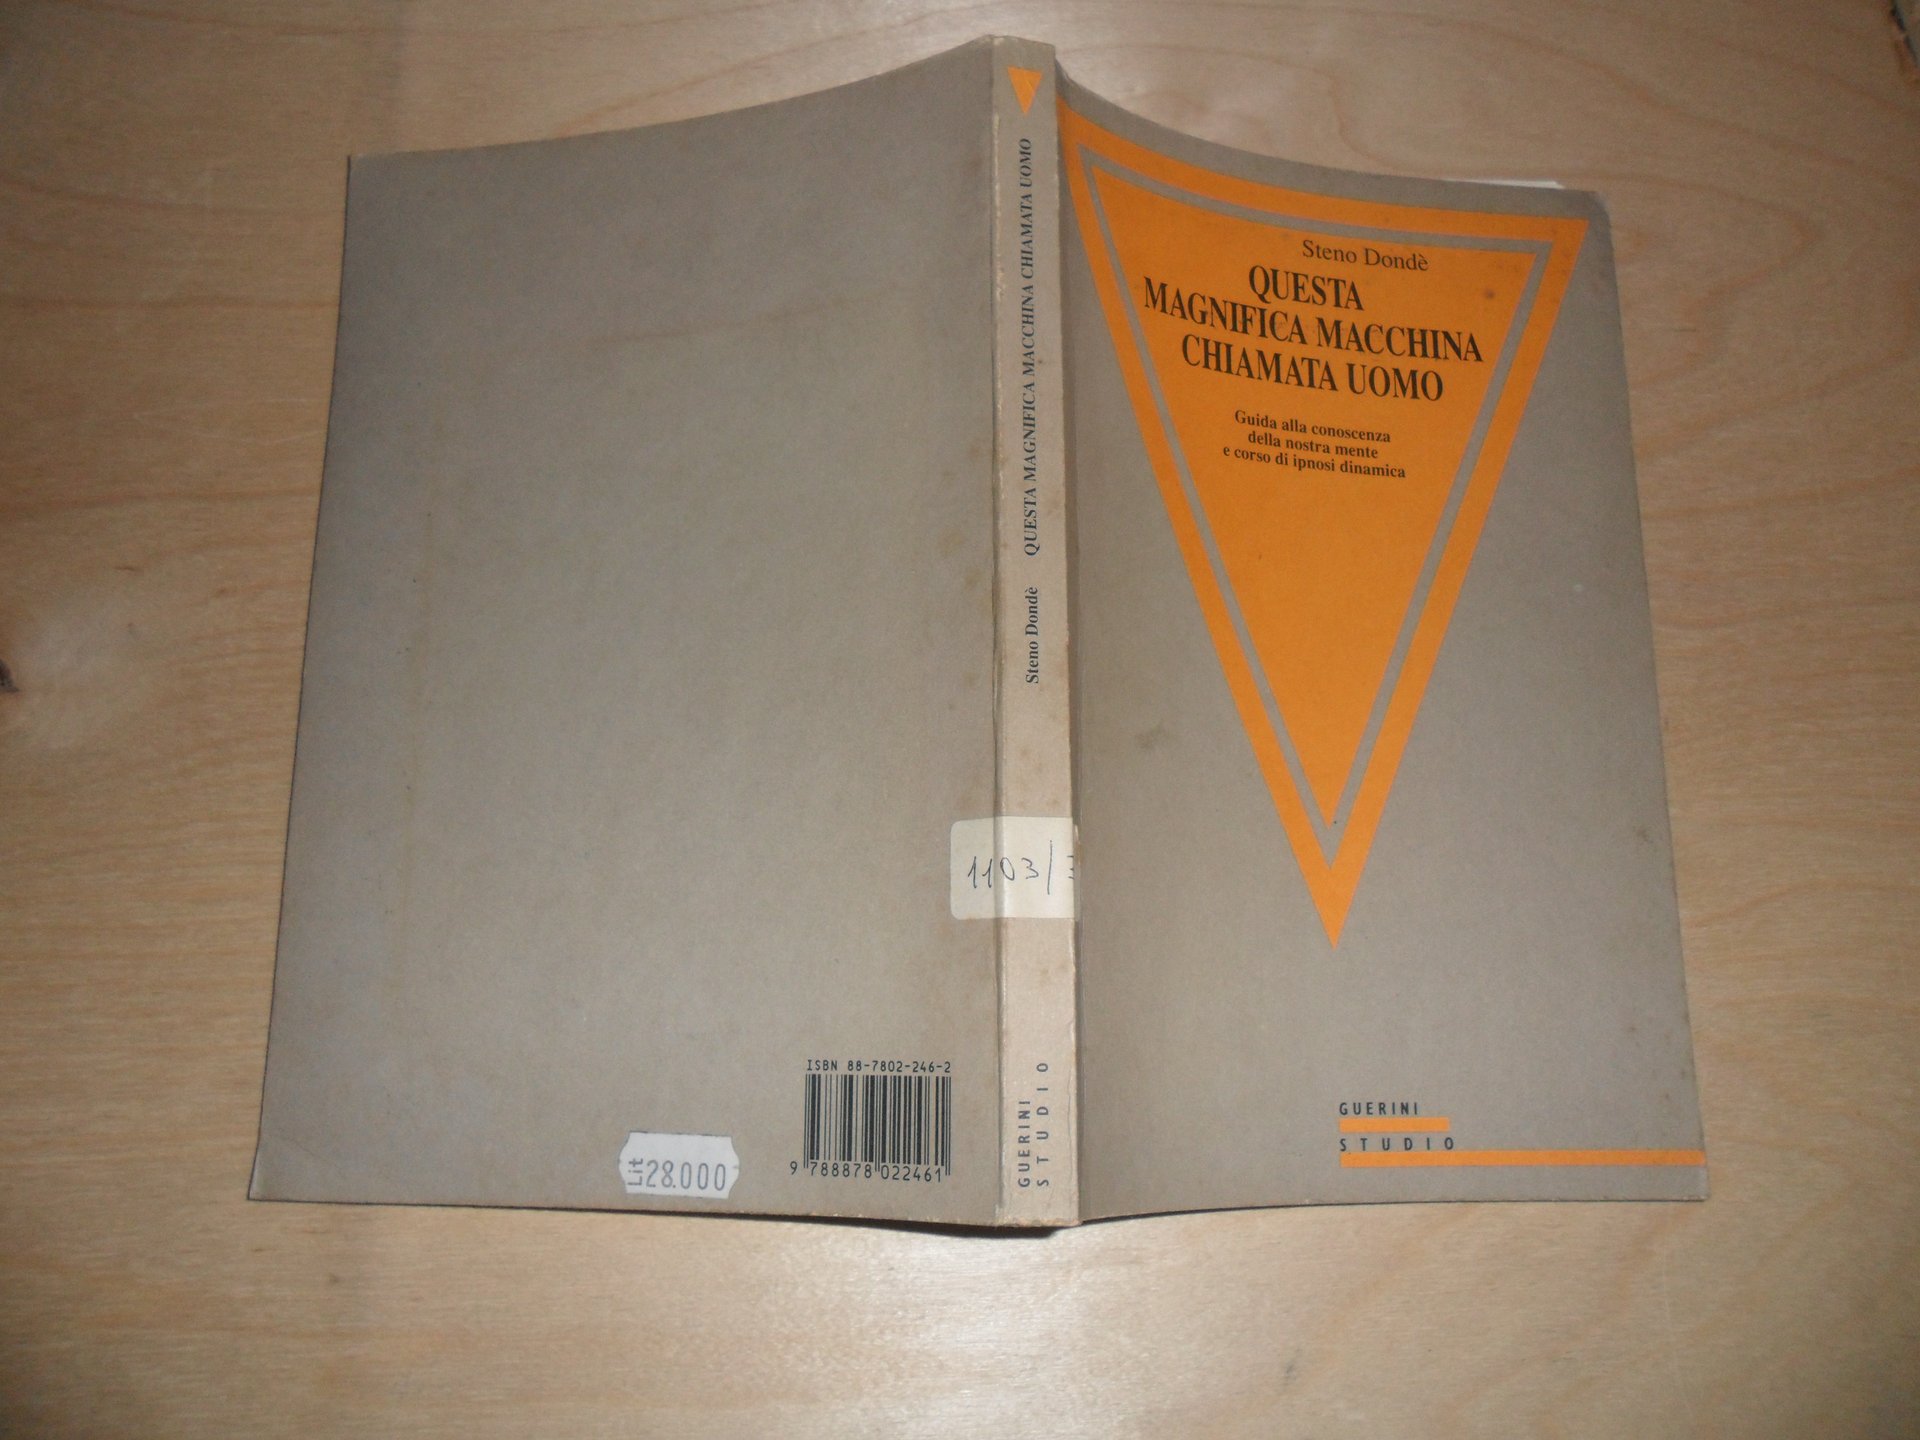 Steno Dondè
QUESTA
MAGNIFICA MACCHINA
CHIAMATA UOMO
Guida alla conoscenza
della nostra mente
e corso di ipnosi dinamica
GUERINI
STUDIO
Steno Dondè QUESTA MAGNIFICA MACCHINA CHIAMATA UOMO
1103/3
GUERINI
STUDIO
ISBN 88-7802-246-2
9 788878 022461
Lit 28.000